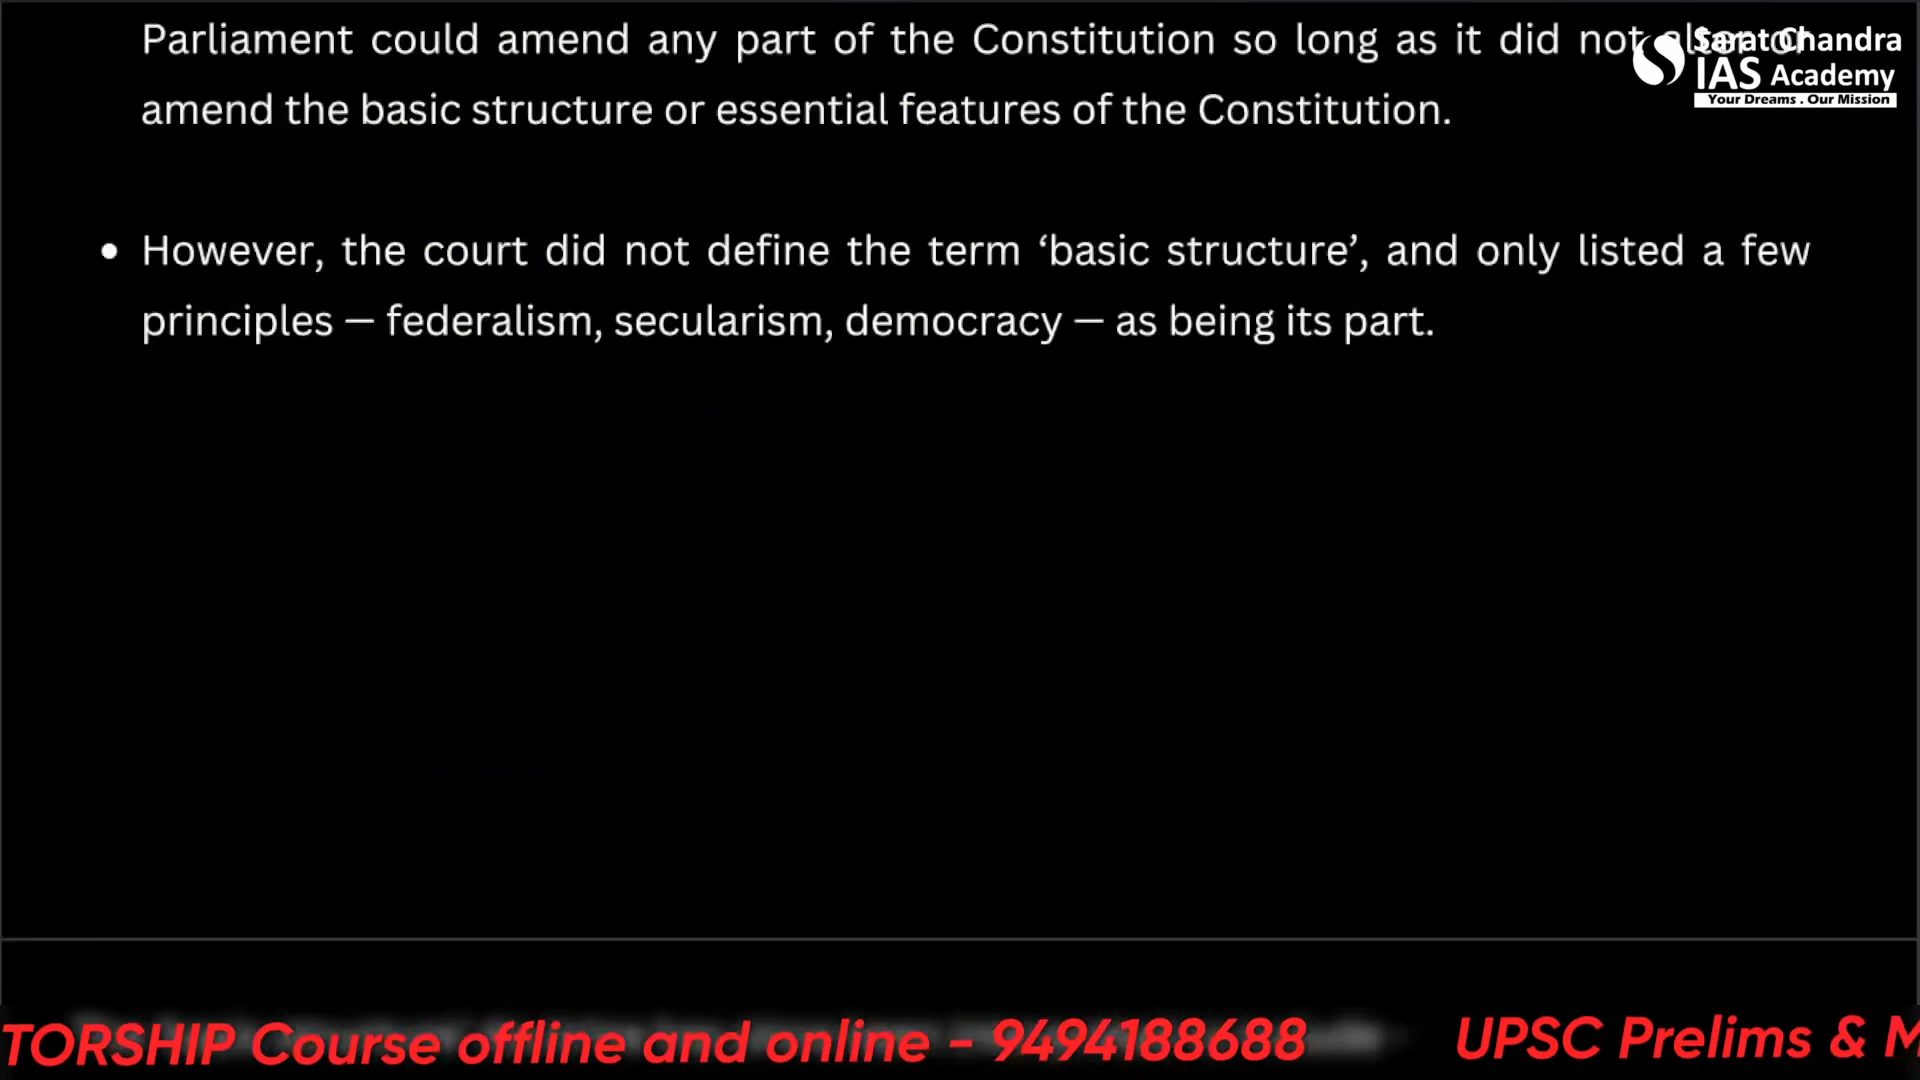 Parliament could amend any part of the Constitution so long as it did not alter or
amend the basic structure or essential features of the Constitution.
Sarat Chandra
IAS Academy
Your Dreams . Our Mission
• However, the court did not define the term ‘basic structure’, and only listed a few
principles — federalism, secularism, democracy — as being its part.
TORSHIP Course offline and online - 9494188688 UPSC Prelims & M